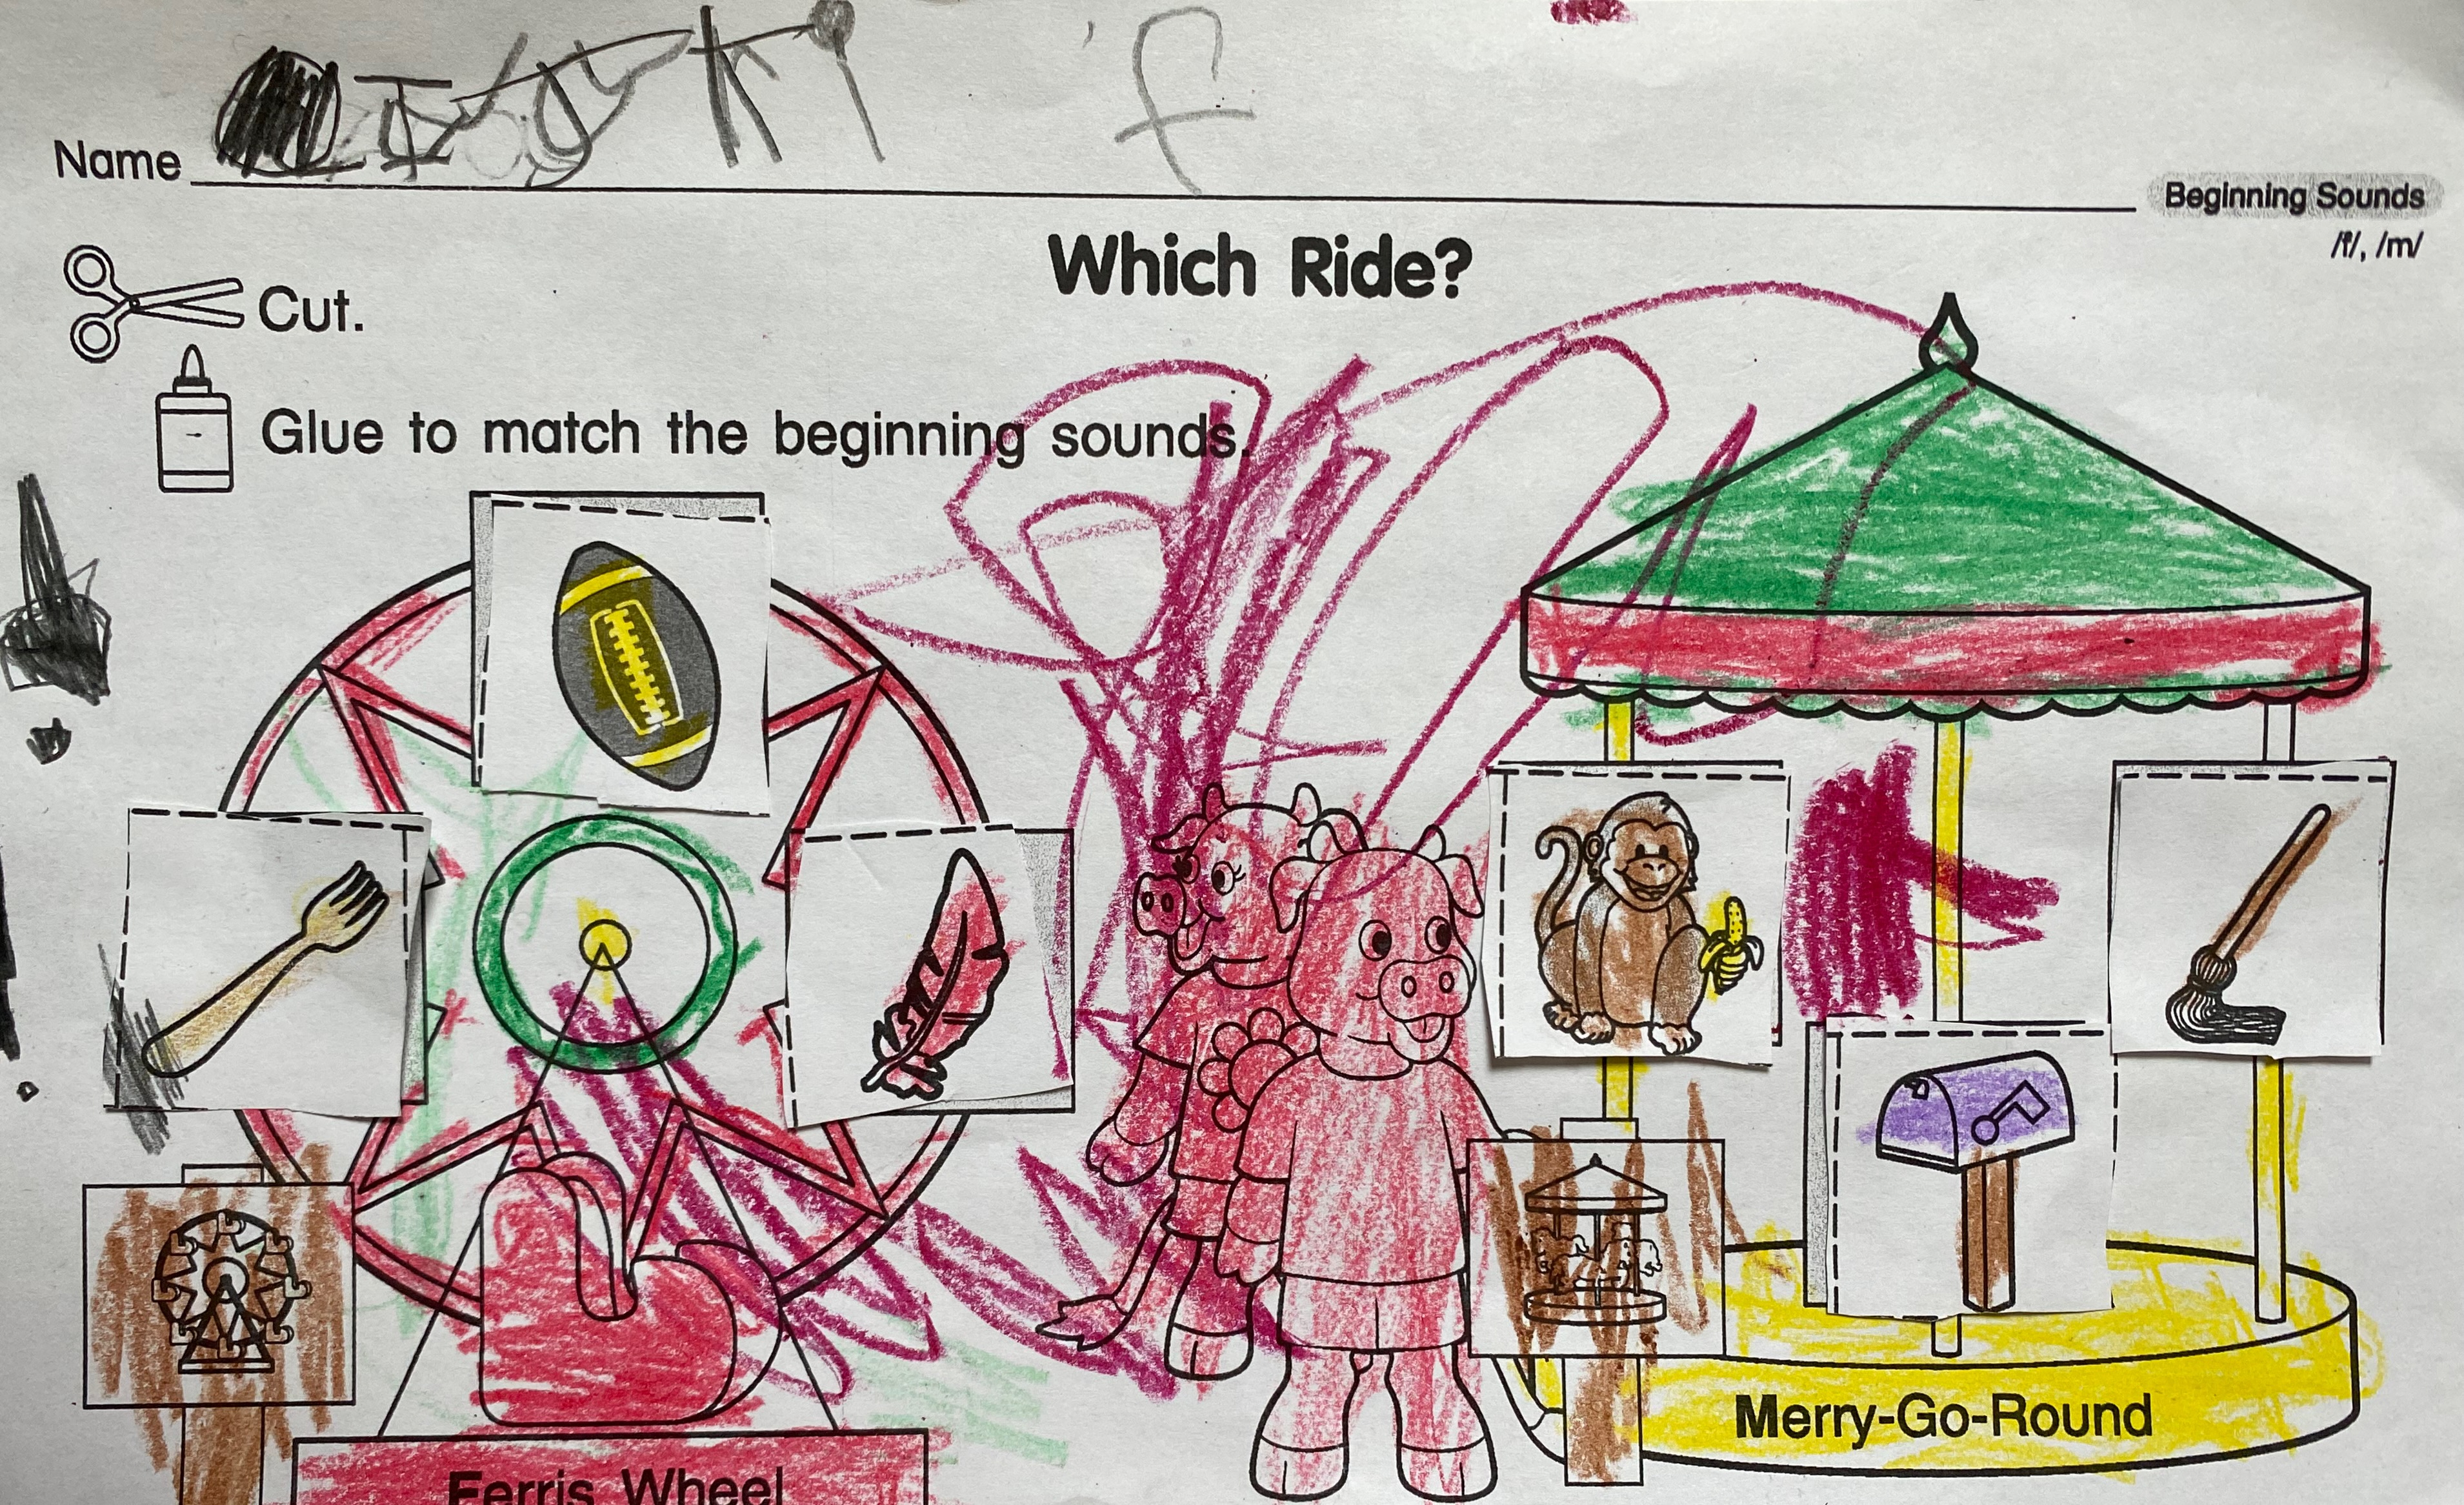 f
Name
Beginning Sounds
/f/, /m/
Which Ride?
Cut.
Glue to match the beginning sounds.
Merry-Go-Round
Ferris Wheel